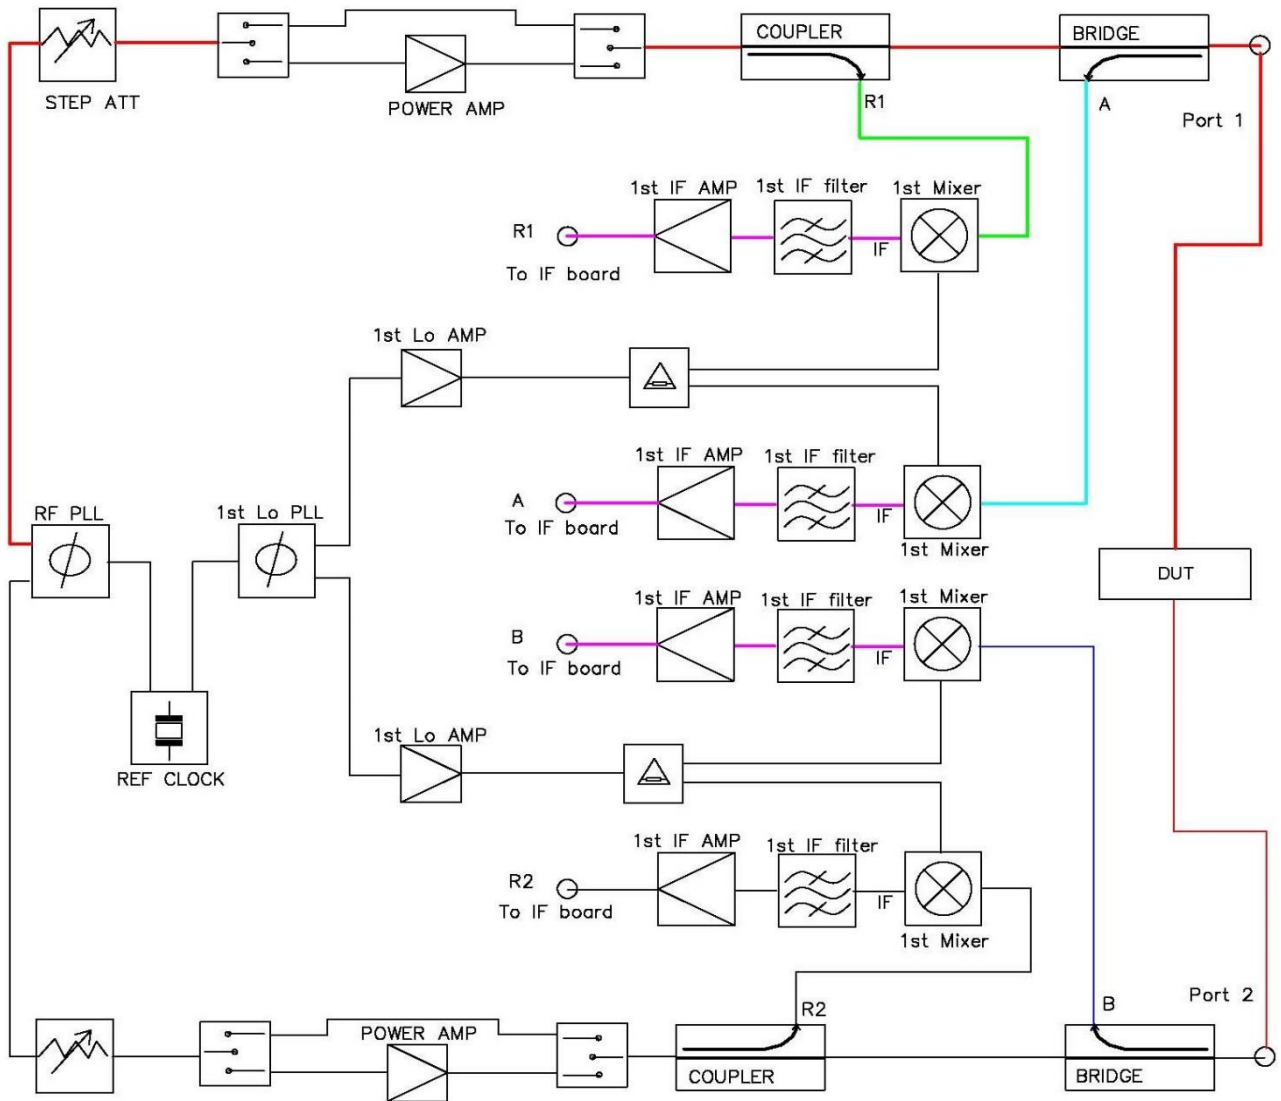 COUPLER
BRIDGE
STEP ATT
POWER AMP
R1
A
Port 1
1st IF AMP
1st IF filter
1st Mixer
R1
IF
To IF board
1st Lo AMP
1st IF AMP
1st IF filter
A
IF
To IF board
1st Mixer
RF PLL
1st Lo PLL
DUT
1st IF AMP
1st IF filter
1st Mixer
B
IF
To IF board
1st Lo AMP
REF CLOCK
1st IF AMP
1st IF filter
R2
IF
To IF board
1st Mixer
R2
B
Port 2
POWER AMP
COUPLER
BRIDGE